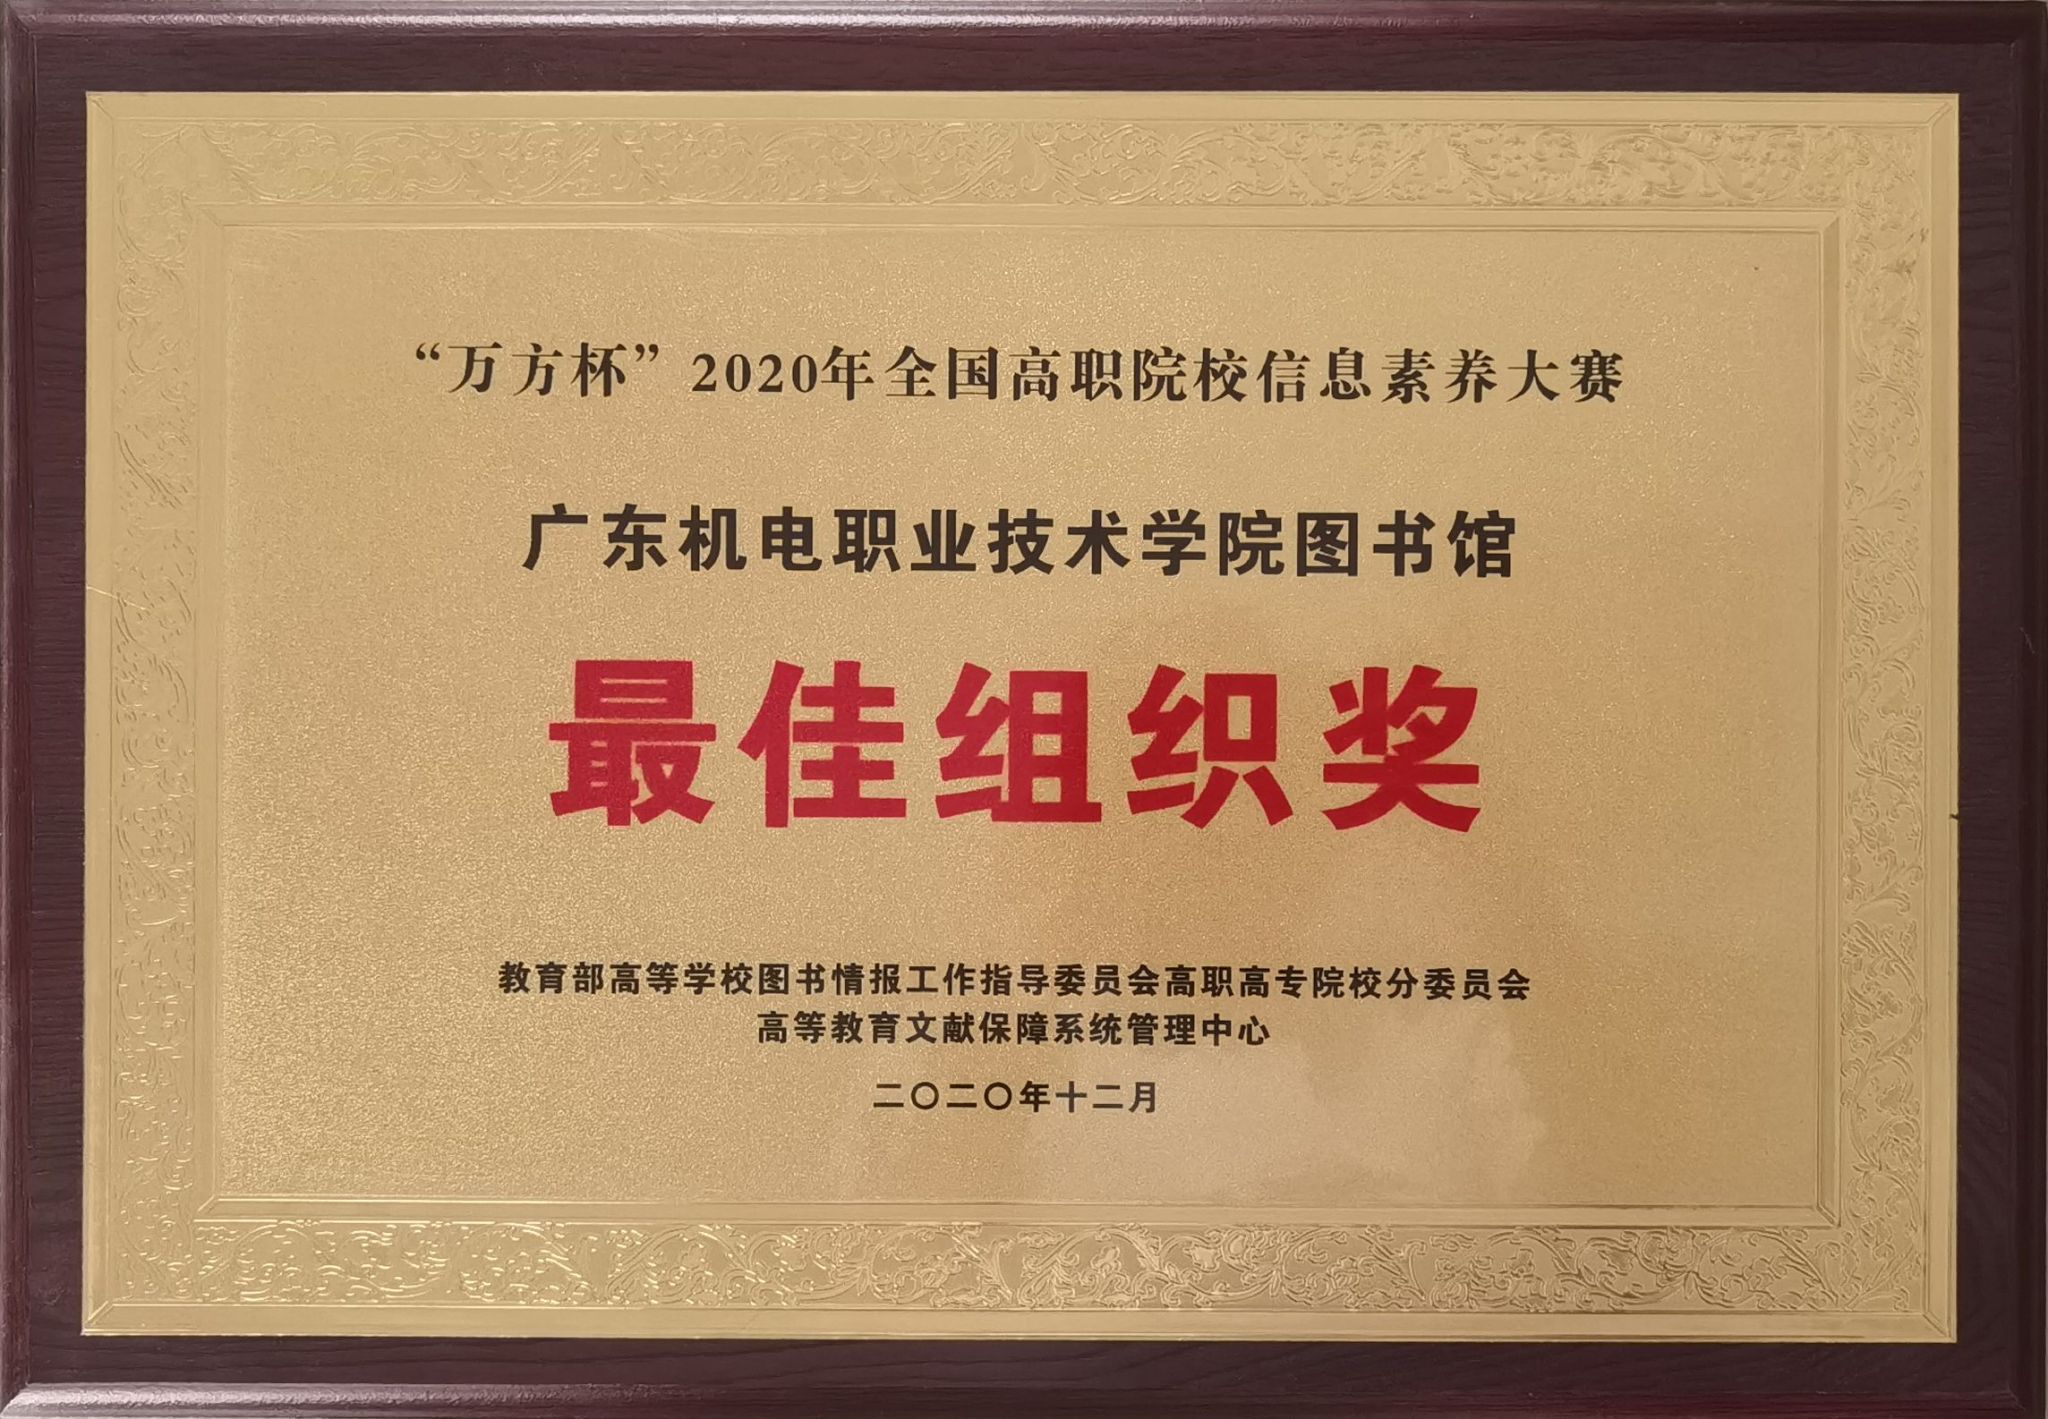 “万方杯”2020年全国高职院校信息素养大赛
广东机电职业技术学院图书馆
最佳组织奖
教育部高等学校图书情报工作指导委员会高职高专院校分委员会
高等教育文献保障系统管理中心
二〇二〇年十二月